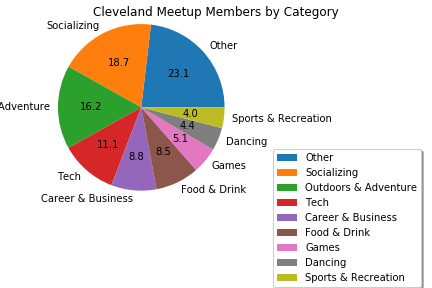 Cleveland Meetup Members by Category
Socializing
Other
18.7
23.1
Adventure
16.2
4.0
Sports & Recreation
4.4
Dancing
5.1
11.1
8.8
8.5
Games
Tech
Food & Drink
Career & Business
Other
Socializing
Outdoors & Adventure
Tech
Career & Business
Food & Drink
Games
Dancing
Sports & Recreation